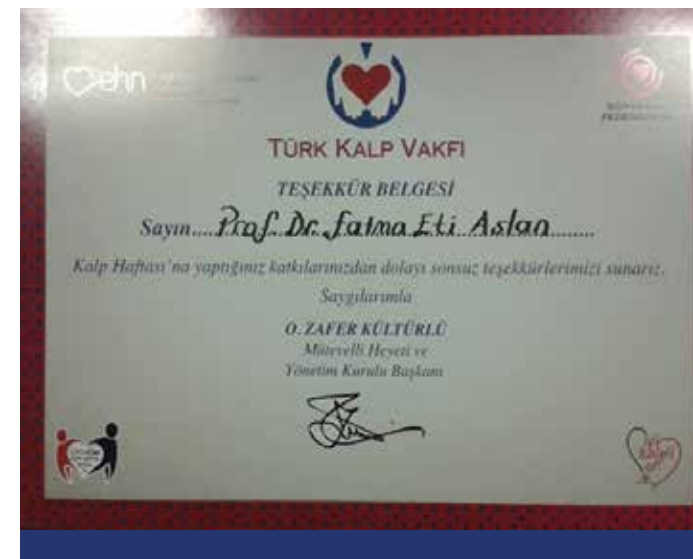 ehn
TÜRK KALP VAKFI
TEŞEKKÜR BELGESİ
Sayın....Prof. Dr. Fatma Eti Aslan........
Kalp Haftası'na yaptığınız katkılarınızdan dolayı sonsuz teşekkürlerimizi sunarız.
Saygılarımla
O. ZAFER KÜLTÜRLÜ
Mütevelli Heyeti ve
Yönetim Kurulu Başkanı